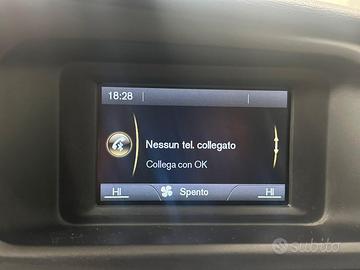 18:28
Nessun tel. collegato
Collega con OK
HI Spento HI
subito